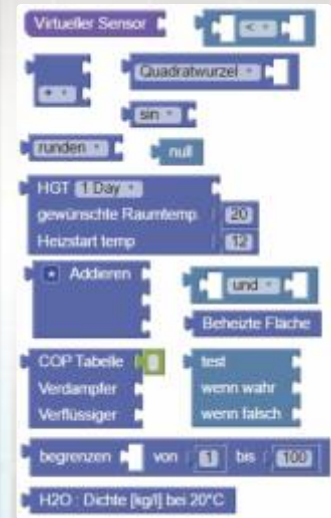 Virtueller Sensor
<
+
Quadratwurzel
sin
runden
null
HGT 1 Day
gewünschte Raumtemp. 20
Heizstart temp 12
Addieren
und
Beheizte Fläche
COP Tabelle
Verdampfer
Verflüssiger
test
wenn wahr
wenn falsch
begrenzen von 1 bis 100
H2O : Dichte [kg/l] bei 20°C